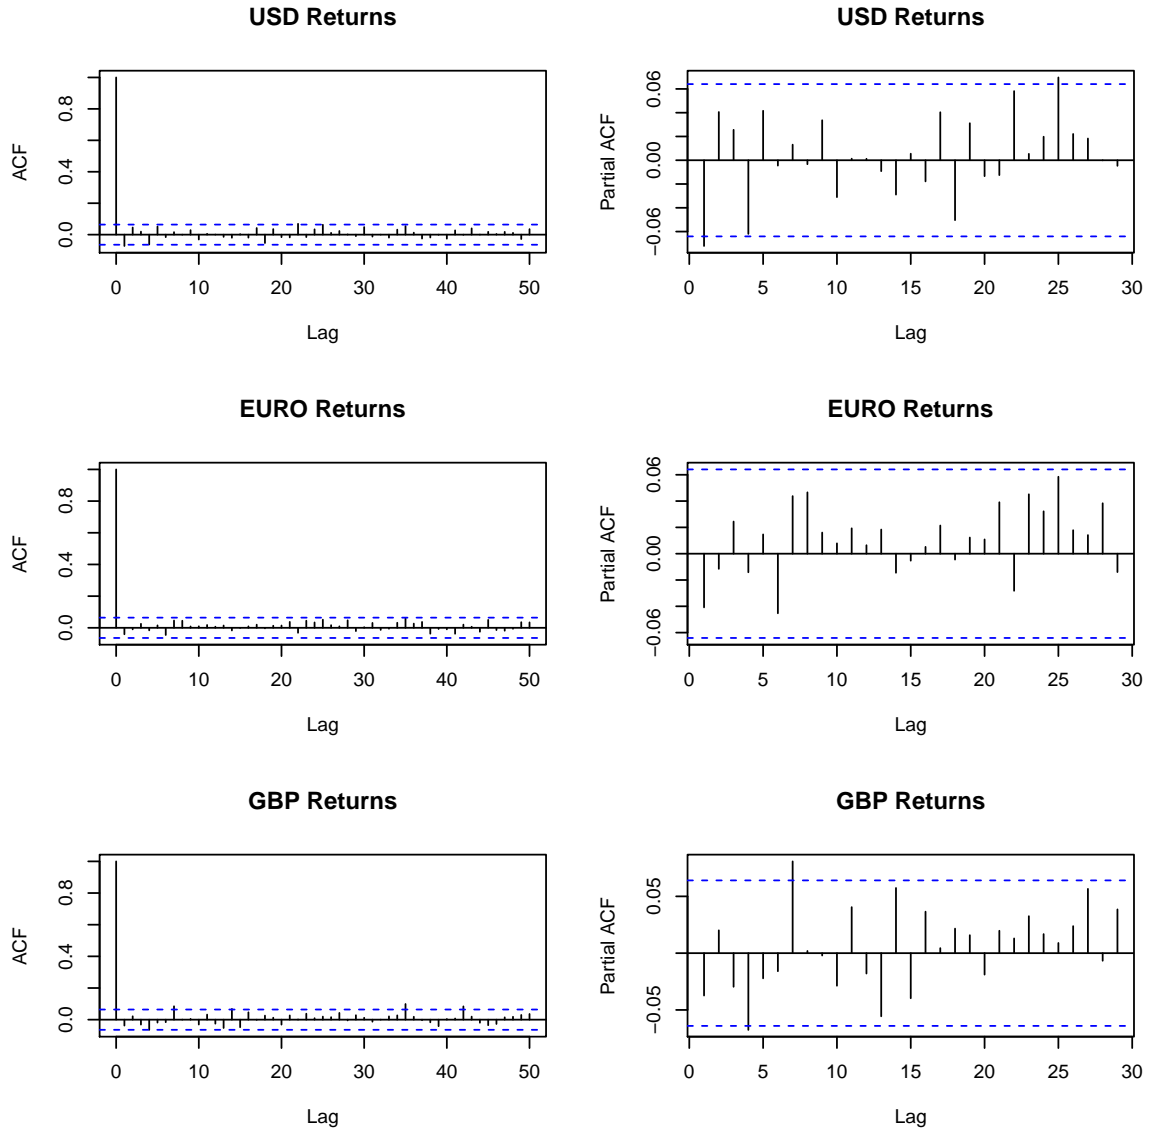 USD Returns
ACF
0.0 0.4 0.8
0 10 20 30 40 50
Lag
USD Returns
Partial ACF
−0.06 0.00 0.06
0 5 10 15 20 25 30
Lag
EURO Returns
ACF
0.0 0.4 0.8
0 10 20 30 40 50
Lag
EURO Returns
Partial ACF
−0.06 0.00 0.06
0 5 10 15 20 25 30
Lag
GBP Returns
ACF
0.0 0.4 0.8
0 10 20 30 40 50
Lag
GBP Returns
Partial ACF
−0.05 0.05
0 5 10 15 20 25 30
Lag